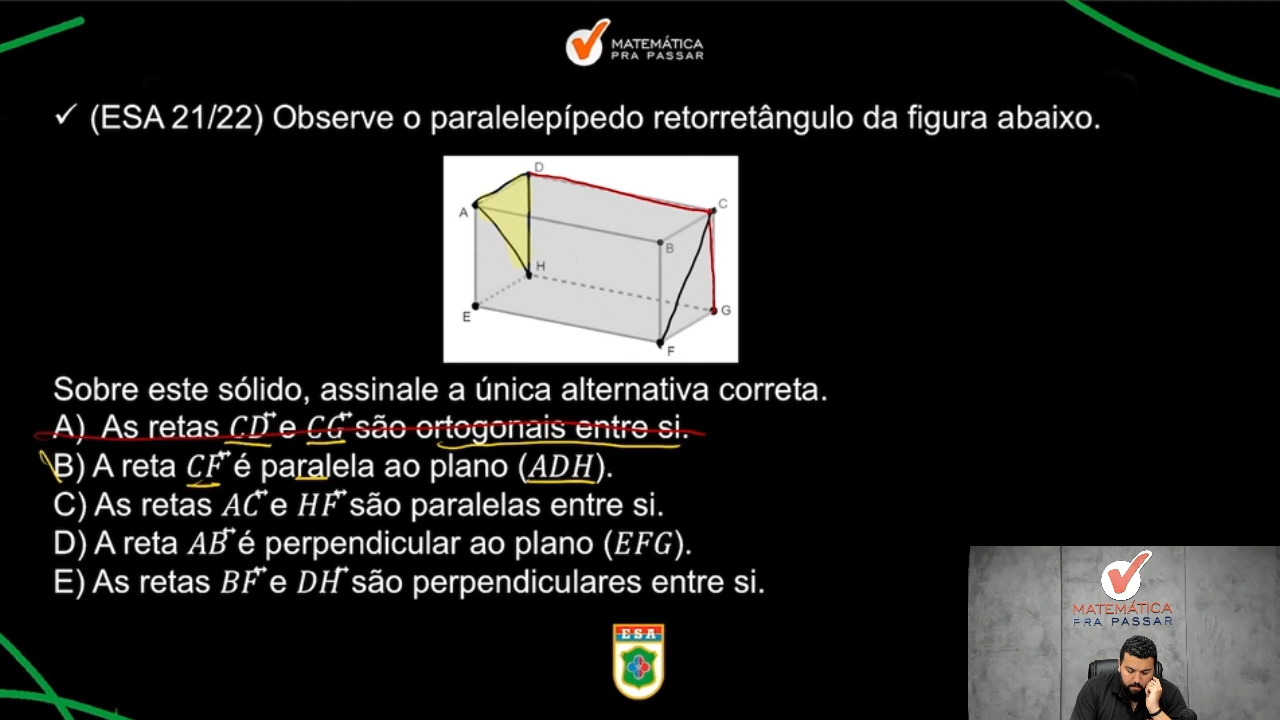 MATEMÁTICA
PRA PASSAR
✓ (ESA 21/22) Observe o paralelepípedo retorretângulo da figura abaixo.
D
A
C
B
H
G
E
F
Sobre este sólido, assinale a única alternativa correta.
A) As retas CD↔ e CG↔ são ortogonais entre si.
B) A reta CF↔ é paralela ao plano (ADH).
C) As retas AC↔ e HF↔ são paralelas entre si.
D) A reta AB↔ é perpendicular ao plano (EFG).
E) As retas BF↔ e DH↔ são perpendiculares entre si.
MATEMÁTICA
PRA PASSAR
ESA